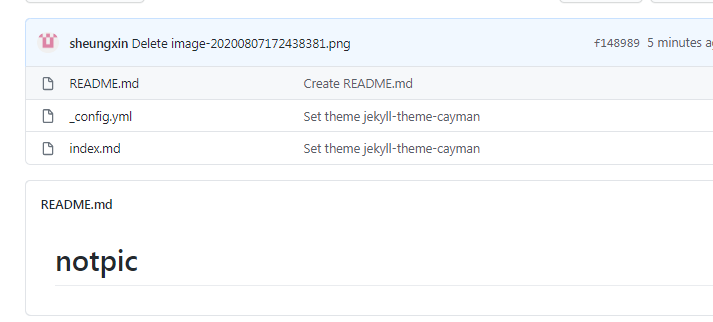 sheungxin Delete image-20200807172438381.png f148989 5 minutes ag
README.md Create README.md
_config.yml Set theme jekyll-theme-cayman
index.md Set theme jekyll-theme-cayman
README.md
notpic